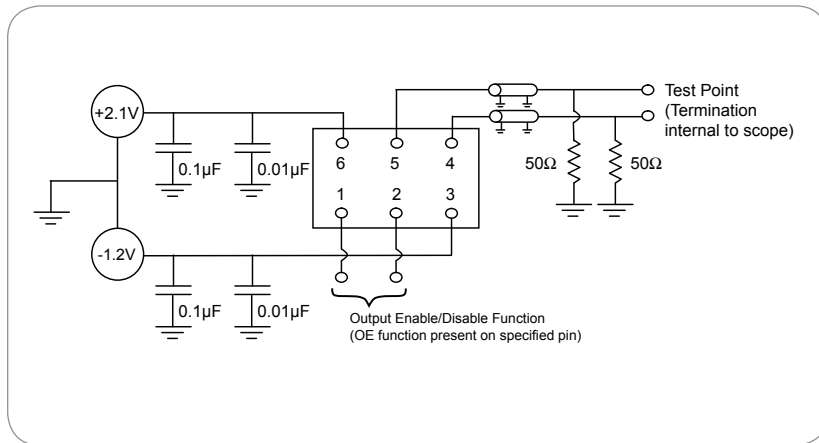 +2.1V
Test Point
(Termination
internal to scope)
0.1µF
0.01µF
6
5
4
50Ω
50Ω
1
2
3
-1.2V
0.1µF
0.01µF
Output Enable/Disable Function
(OE function present on specified pin)